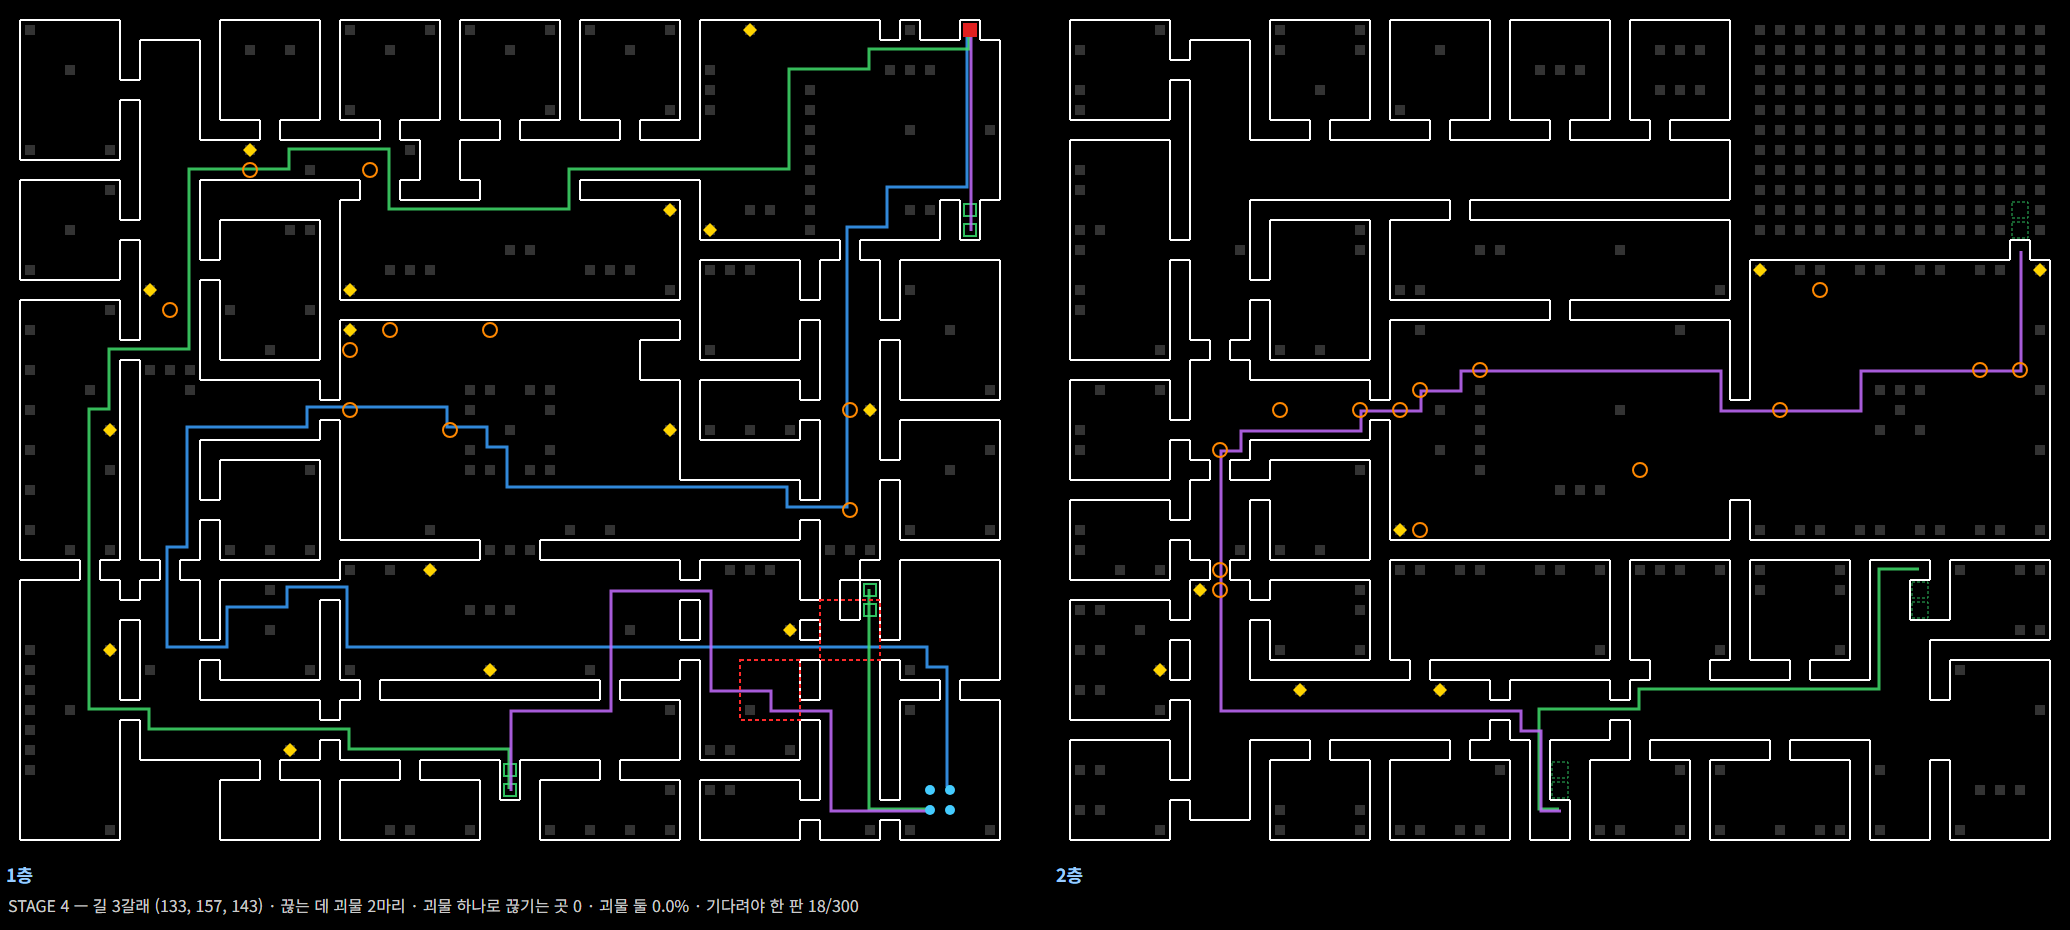 1층
2층
STAGE 4 — 길 3갈래 (133, 157, 143) · 끊는 데 괴물 2마리 · 괴물 하나로 끊기는 곳 0 · 괴물 둘 0.0% · 기다려야 한 판 18/300